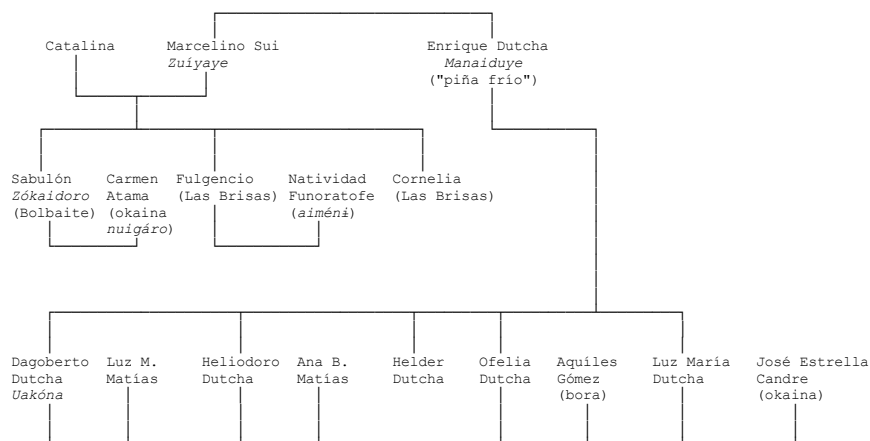 Catalina Marcelino Sui Enrique Dutcha
Zuíyaye Manaiduye
("piña frío")
Sabulón Carmen Fulgencio Natividad Cornelia
Zókaidoro Atama (Las Brisas) Funoratofe (Las Brisas)
(Bolbaite) (okaina (aiménɨ)
nuigáro)
Dagoberto Luz M. Heliodoro Ana B. Helder Ofelia Aquíles Luz María José Estrella
Dutcha Matías Dutcha Matías Dutcha Dutcha Gómez Dutcha Candre
Uakóna (bora) (okaina)